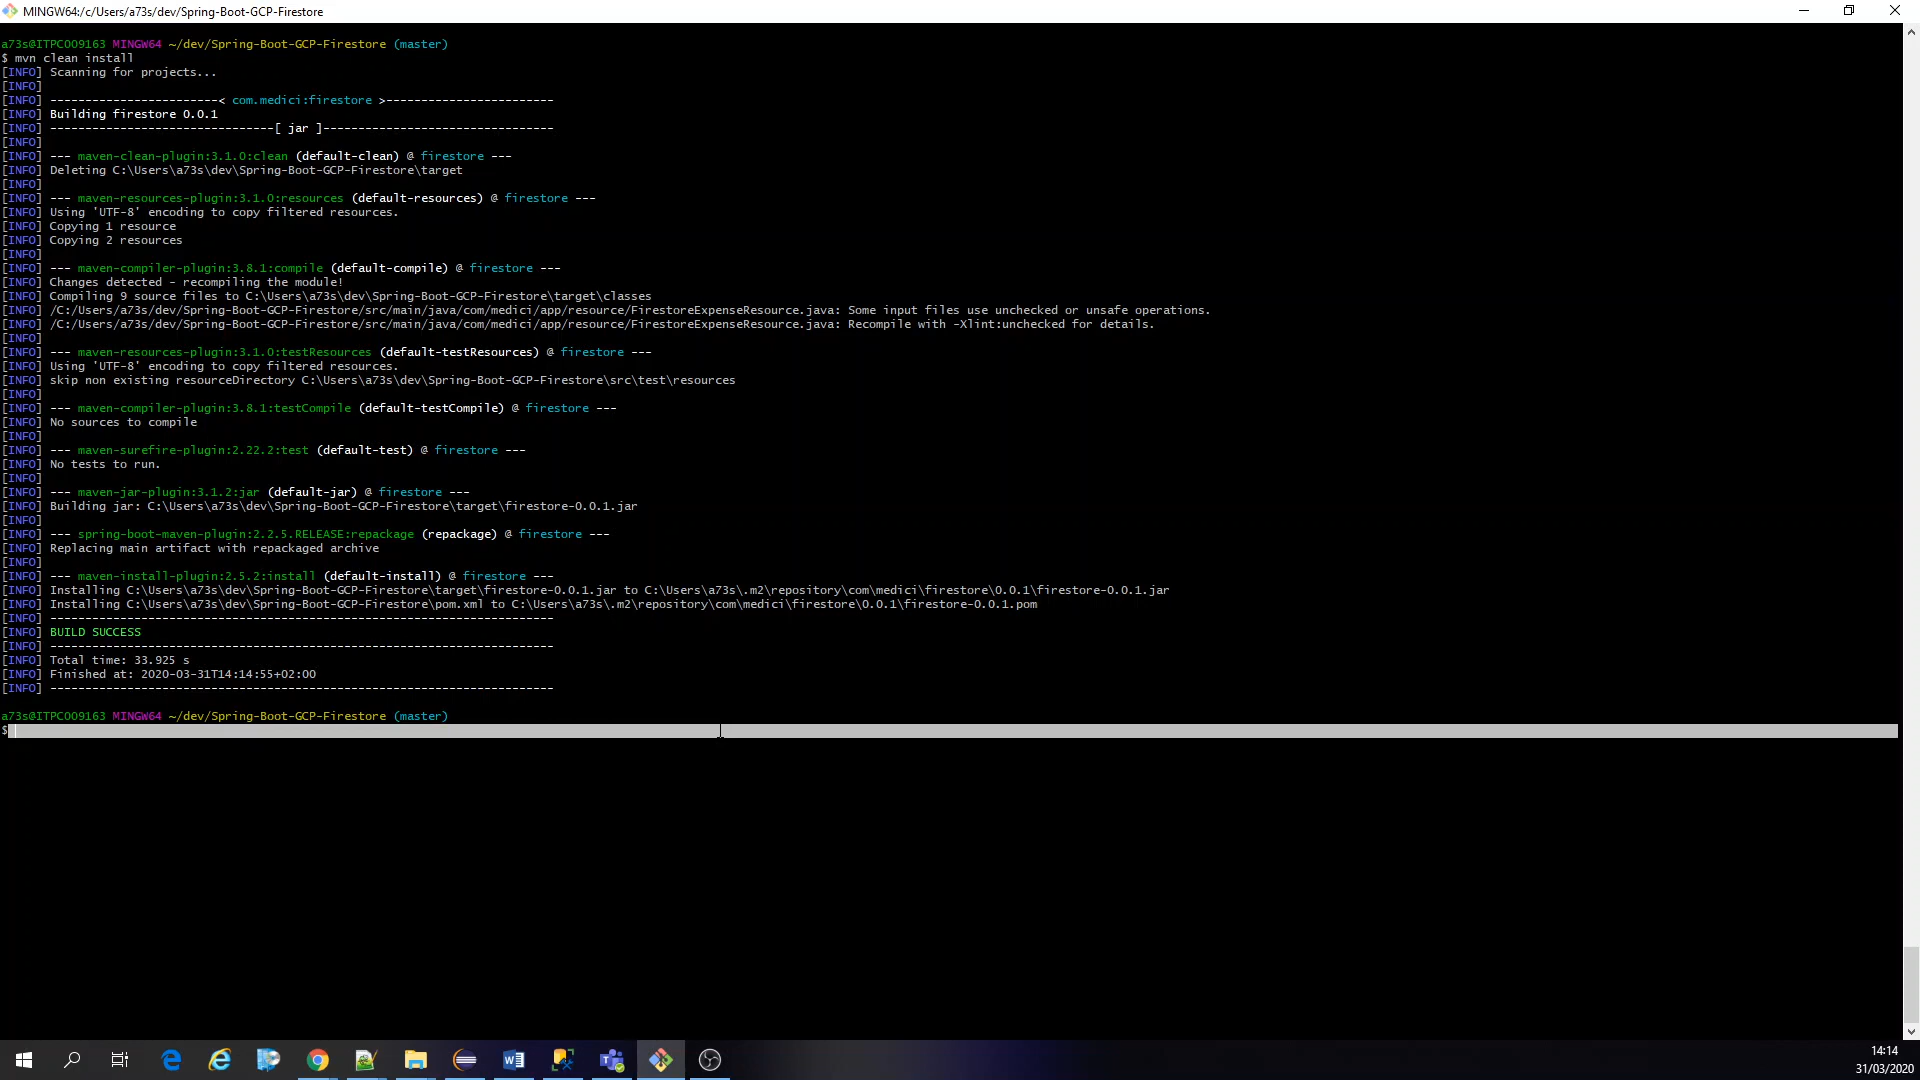 MINGW64:/c/Users/a73s/dev/Spring-Boot-GCP-Firestore
a73s@ITPC009163 MINGW64 ~/dev/Spring-Boot-GCP-Firestore (master)
$ mvn clean install
[INFO] Scanning for projects...
[INFO]
[INFO] ------------------------< com.medici:firestore >------------------------
[INFO] Building firestore 0.0.1
[INFO] --------------------------------[ jar ]---------------------------------
[INFO]
[INFO] --- maven-clean-plugin:3.1.0:clean (default-clean) @ firestore ---
[INFO] Deleting C:\Users\a73s\dev\Spring-Boot-GCP-Firestore\target
[INFO]
[INFO] --- maven-resources-plugin:3.1.0:resources (default-resources) @ firestore ---
[INFO] Using 'UTF-8' encoding to copy filtered resources.
[INFO] Copying 1 resource
[INFO] Copying 2 resources
[INFO]
[INFO] --- maven-compiler-plugin:3.8.1:compile (default-compile) @ firestore ---
[INFO] Changes detected - recompiling the module!
[INFO] Compiling 9 source files to C:\Users\a73s\dev\Spring-Boot-GCP-Firestore\target\classes
[INFO] /C:/Users/a73s/dev/Spring-Boot-GCP-Firestore/src/main/java/com/medici/app/resource/FirestoreExpenseResource.java: Some input files use unchecked or unsafe operations.
[INFO] /C:/Users/a73s/dev/Spring-Boot-GCP-Firestore/src/main/java/com/medici/app/resource/FirestoreExpenseResource.java: Recompile with -Xlint:unchecked for details.
[INFO]
[INFO] --- maven-resources-plugin:3.1.0:testResources (default-testResources) @ firestore ---
[INFO] Using 'UTF-8' encoding to copy filtered resources.
[INFO] skip non existing resourceDirectory C:\Users\a73s\dev\Spring-Boot-GCP-Firestore\src\test\resources
[INFO]
[INFO] --- maven-compiler-plugin:3.8.1:testCompile (default-testCompile) @ firestore ---
[INFO] No sources to compile
[INFO]
[INFO] --- maven-surefire-plugin:2.22.2:test (default-test) @ firestore ---
[INFO] No tests to run.
[INFO]
[INFO] --- maven-jar-plugin:3.1.2:jar (default-jar) @ firestore ---
[INFO] Building jar: C:\Users\a73s\dev\Spring-Boot-GCP-Firestore\target\firestore-0.0.1.jar
[INFO]
[INFO] --- spring-boot-maven-plugin:2.2.5.RELEASE:repackage (repackage) @ firestore ---
[INFO] Replacing main artifact with repackaged archive
[INFO]
[INFO] --- maven-install-plugin:2.5.2:install (default-install) @ firestore ---
[INFO] Installing C:\Users\a73s\dev\Spring-Boot-GCP-Firestore\target\firestore-0.0.1.jar to C:\Users\a73s\.m2\repository\com\medici\firestore\0.0.1\firestore-0.0.1.jar
[INFO] Installing C:\Users\a73s\dev\Spring-Boot-GCP-Firestore\pom.xml to C:\Users\a73s\.m2\repository\com\medici\firestore\0.0.1\firestore-0.0.1.pom
[INFO] ------------------------------------------------------------------------
[INFO] BUILD SUCCESS
[INFO] ------------------------------------------------------------------------
[INFO] Total time: 33.925 s
[INFO] Finished at: 2020-03-31T14:14:55+02:00
[INFO] ------------------------------------------------------------------------
a73s@ITPC009163 MINGW64 ~/dev/Spring-Boot-GCP-Firestore (master)
$
14:14
31/03/2020